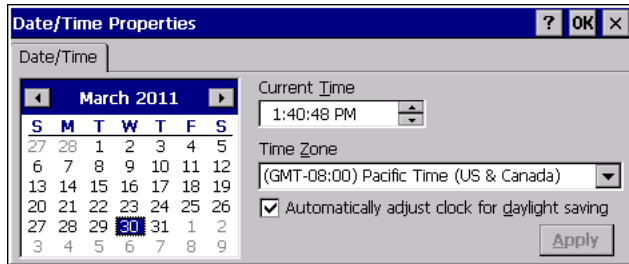 Date/Time Properties ? OK ×
Date/Time
March 2011
S M T W T F S
27 28 1 2 3 4 5
6 7 8 9 10 11 12
13 14 15 16 17 18 19
20 21 22 23 24 25 26
27 28 29 30 31 1 2
3 4 5 6 7 8 9
Current Time
1:40:48 PM
Time Zone
(GMT-08:00) Pacific Time (US & Canada)
Automatically adjust clock for daylight saving
Apply